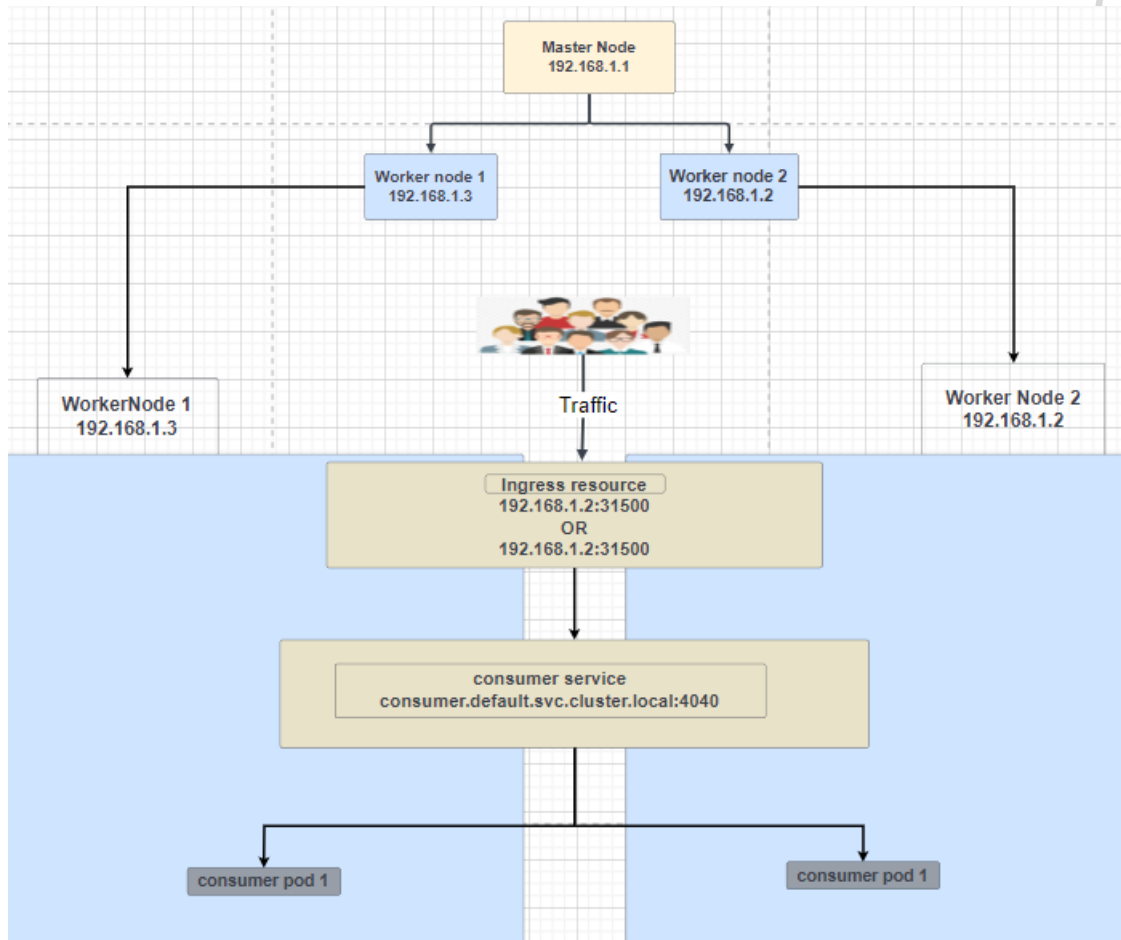 Master Node
192.168.1.1
Worker node 1
192.168.1.3
Worker node 2
192.168.1.2
Traffic
WorkerNode 1
192.168.1.3
Worker Node 2
192.168.1.2
Ingress resource
192.168.1.2:31500
OR
192.168.1.2:31500
consumer service
consumer.default.svc.cluster.local:4040
consumer pod 1
consumer pod 1